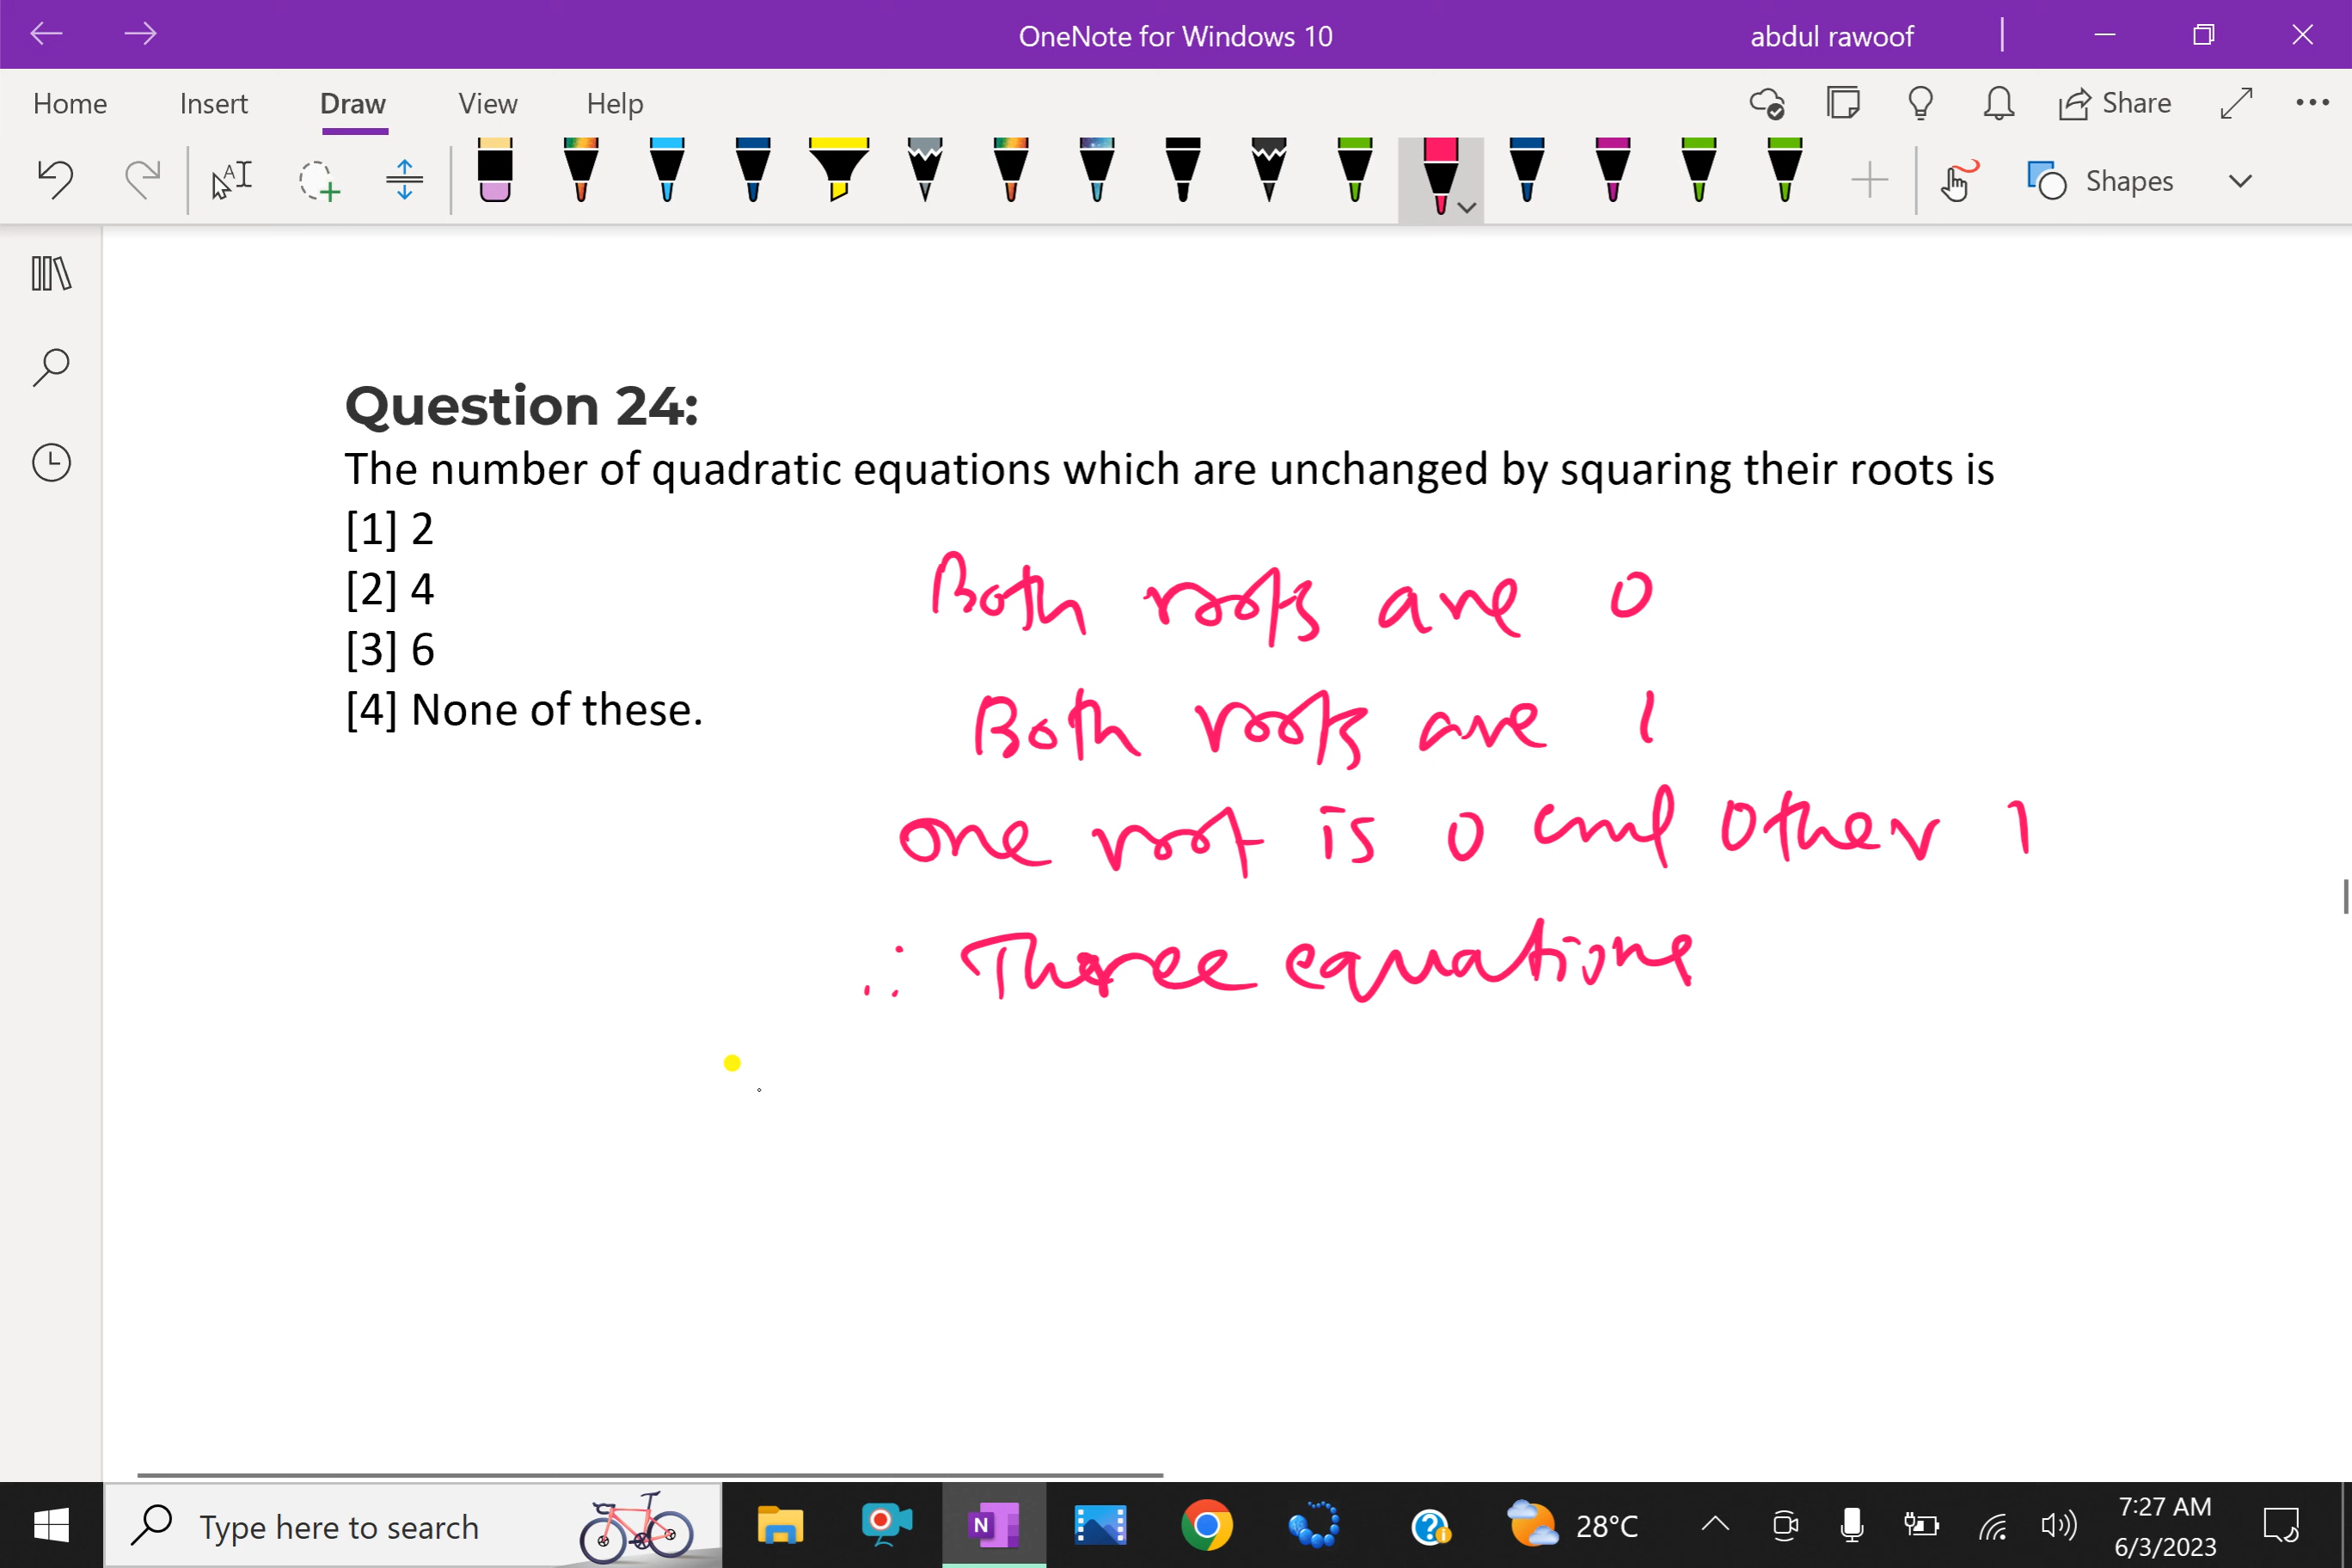 OneNote for Windows 10
abdul rawoof
Home Insert Draw View Help
Share
Shapes
Question 24:
The number of quadratic equations which are unchanged by squaring their roots is
[1] 2
[2] 4
[3] 6
[4] None of these.
Both roots are 0
Both roots are 1
one root is 0 and other 1
∴ Three equations
Type here to search
N
28°C
7:27 AM
6/3/2023